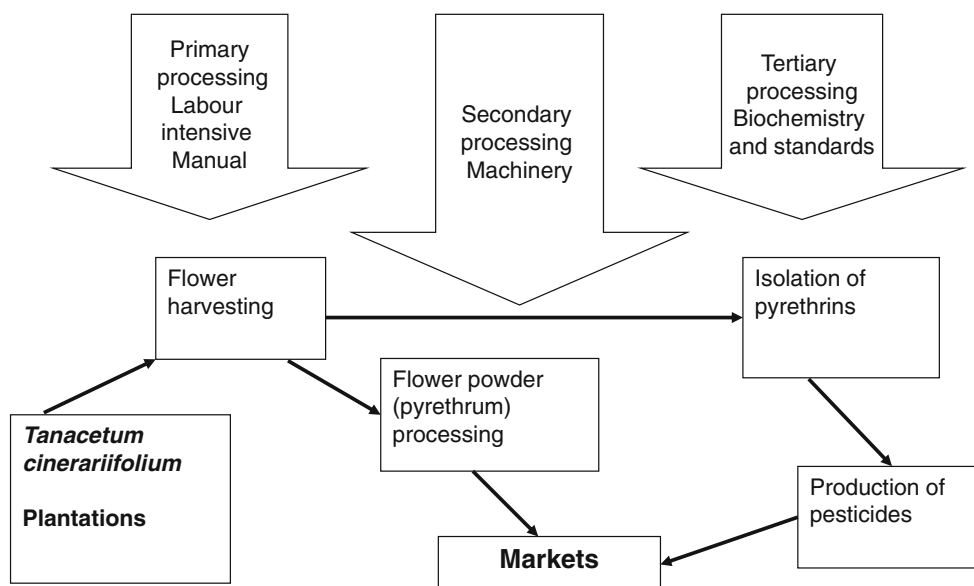 Primary
processing
Labour
intensive
Manual
Secondary
processing
Machinery
Tertiary
processing
Biochemistry
and standards
Flower
harvesting
Isolation of
pyrethrins
Flower powder
(pyrethrum)
processing
Tanacetum
cinerariifolium
Plantations
Production of
pesticides
Markets